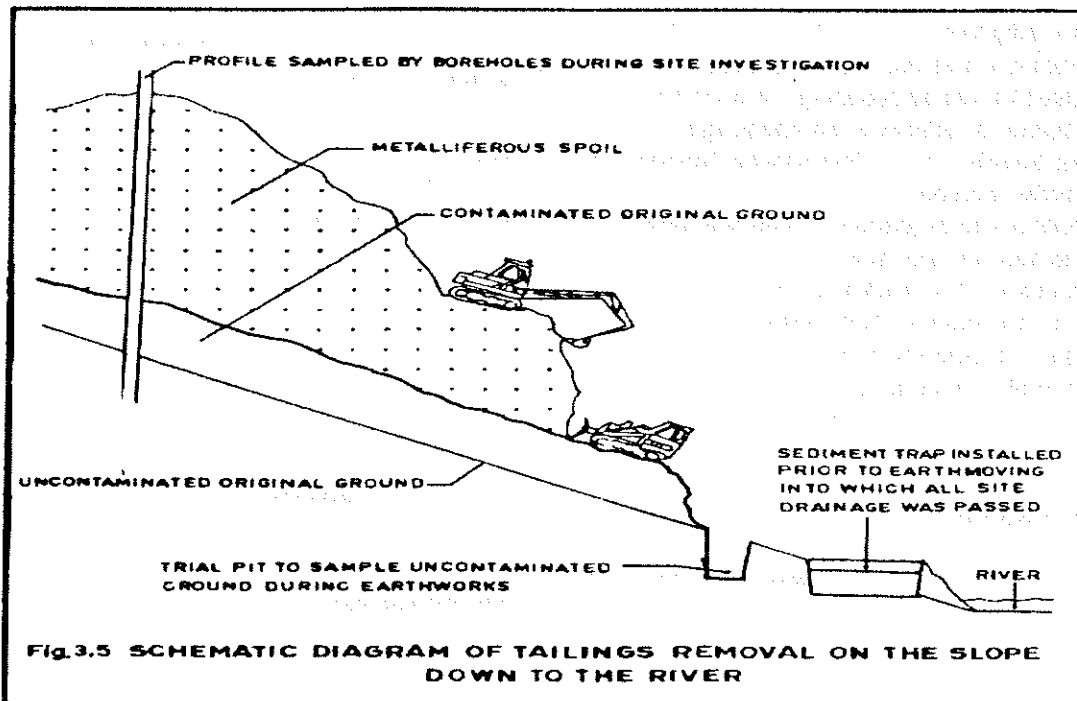 PROFILE SAMPLED BY BOREHOLES DURING SITE INVESTIGATION
METALLIFEROUS SPOIL
CONTAMINATED ORIGINAL GROUND
SEDIMENT TRAP INSTALLED
PRIOR TO EARTHMOVING
INTO WHICH ALL SITE
DRAINAGE WAS PASSED
UNCONTAMINATED ORIGINAL GROUND
TRIAL PIT TO SAMPLE UNCONTAMINATED
GROUND DURING EARTHWORKS
RIVER
Fig.3.5 SCHEMATIC DIAGRAM OF TAILINGS REMOVAL ON THE SLOPE
DOWN TO THE RIVER